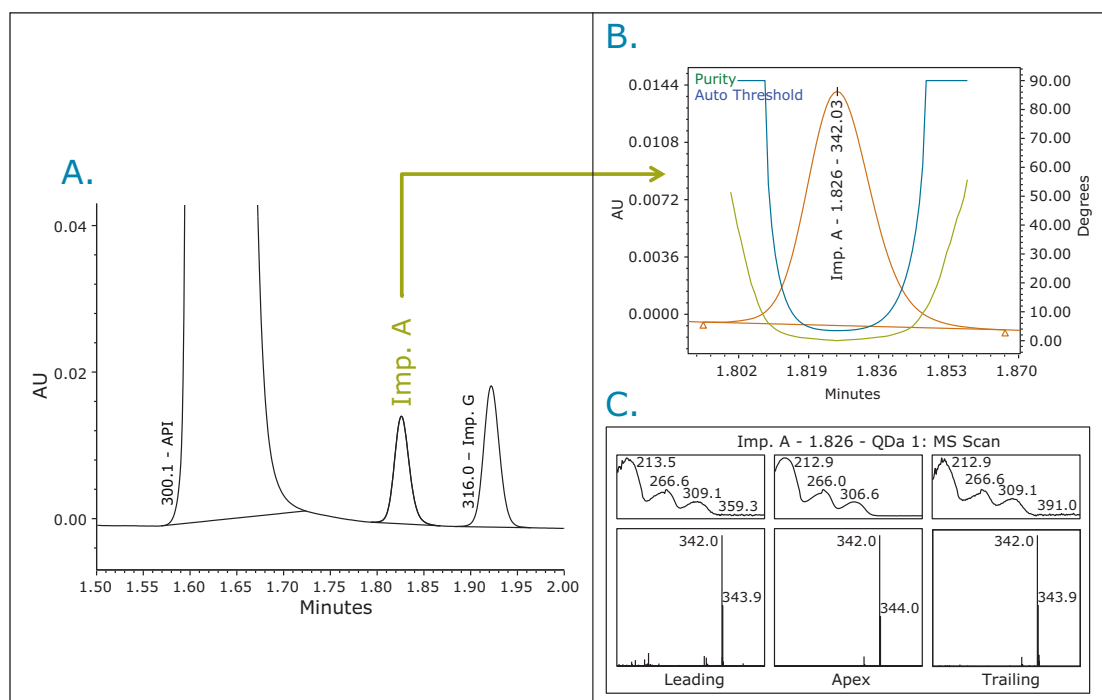 A.
0.04
0.02
0.00
AU
300.1 – API
Imp. A
316.0 – Imp. G
1.50 1.55 1.60 1.65 1.70 1.75 1.80 1.85 1.90 1.95 2.00
Minutes
B.
Purity
Auto Threshold
0.0144
0.0108
0.0072
0.0036
0.0000
AU
Imp. A - 1.826 - 342.03
90.00
80.00
70.00
60.00
50.00
40.00
30.00
20.00
10.00
0.00
Degrees
1.802 1.819 1.836 1.853 1.870
Minutes
C.
Imp. A - 1.826 - QDa 1: MS Scan
213.5 212.9 212.9
266.6 266.0 266.6
309.1 306.6 309.1
359.3 391.0
342.0 342.0 342.0
343.9 344.0 343.9
Leading Apex Trailing